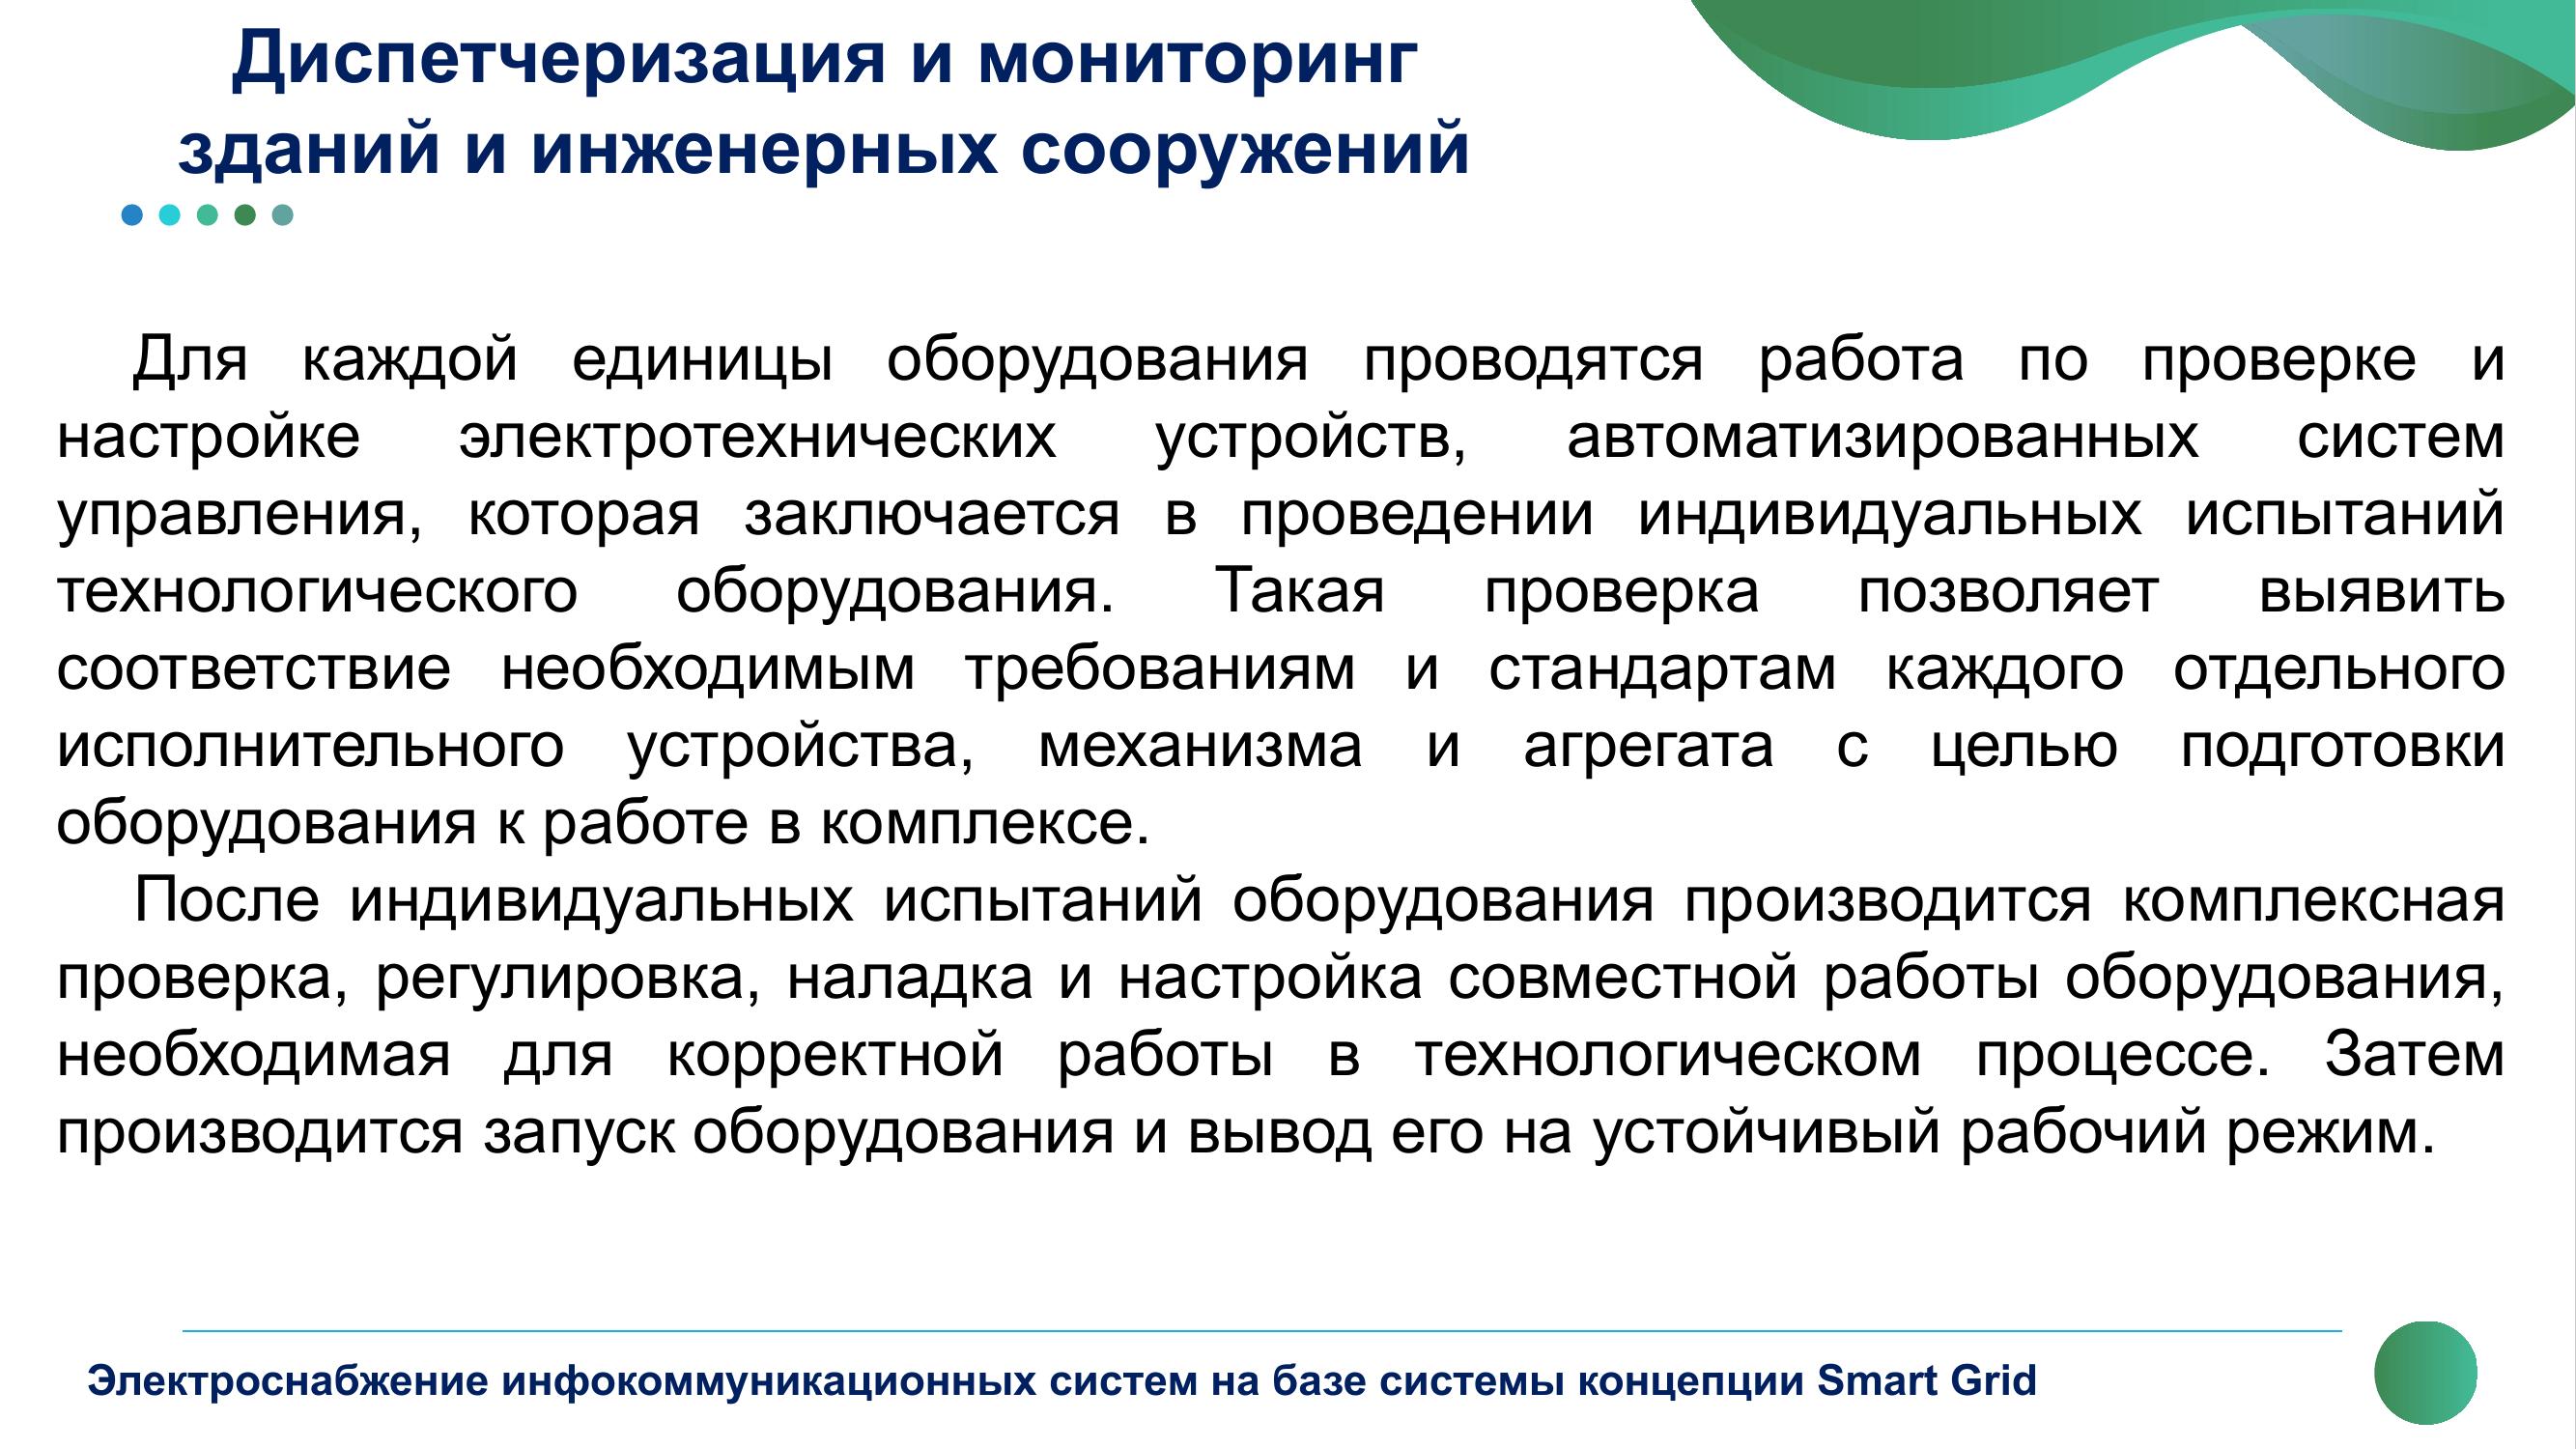 Диспетчеризация и мониторинг
зданий и инженерных сооружений
Для каждой единицы оборудования проводятся работа по проверке и
настройке электротехнических устройств, автоматизированных систем
управления, которая заключается в проведении индивидуальных испытаний
технологического оборудования. Такая проверка позволяет выявить
соответствие необходимым требованиям и стандартам каждого отдельного
исполнительного устройства, механизма и агрегата с целью подготовки
оборудования к работе в комплексе.
После индивидуальных испытаний оборудования производится комплексная
проверка, регулировка, наладка и настройка совместной работы оборудования,
необходимая для корректной работы в технологическом процессе. Затем
производится запуск оборудования и вывод его на устойчивый рабочий режим.
Электроснабжение инфокоммуникационных систем на базе системы концепции Smart Grid